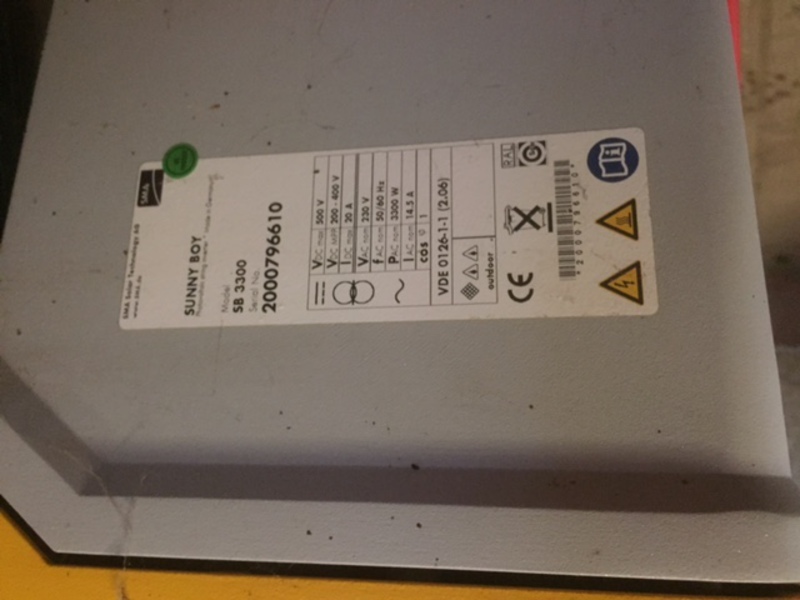 SMA
SMA Solar Technology AG
www.SMA.de
SUNNY BOY
Photovoltaic string inverter
Made in Germany
Model
SB 3300
Serial No.
2000796610
VDC max 500 V
VDC MPP 200 - 400 V
IDC max 20 A
VAC nom 230 V
fAC nom 50/60 Hz
PAC nom 3300 W
IAC nom 14.5 A
cos φ 1
VDE 0126-1-1 (2.06)
outdoor
CE
RAL
*2000796610*